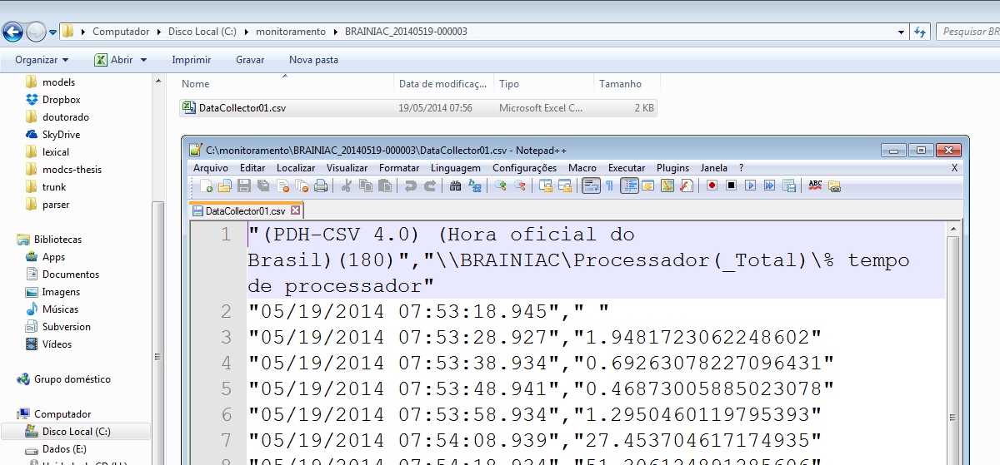 Computador ▸ Disco Local (C:) ▸ monitoramento ▸ BRAINIAC_20140519-000003
Pesquisar BR
Organizar Abrir Imprimir Gravar Nova pasta
models
Dropbox
doutorado
SkyDrive
lexical
modcs-thesis
trunk
parser
Bibliotecas
Apps
Documentos
Imagens
Músicas
Subversion
Vídeos
Grupo doméstico
Computador
Disco Local (C:)
Dados (E:)
Nome Data de modificaç... Tipo Tamanho
DataCollector01.csv 19/05/2014 07:56 Microsoft Excel C... 2 KB
C:\monitoramento\BRAINIAC_20140519-000003\DataCollector01.csv - Notepad++
Arquivo Editar Localizar Visualizar Formatar Linguagem Configurações Macro Executar Plugins Janela ? X
ABC
DataCollector01.csv
1 "(PDH-CSV 4.0) (Hora oficial do
Brasil)(180)","\\BRAINIAC\Processador(_Total)\% tempo
de processador"
2 "05/19/2014 07:53:18.945"," "
3 "05/19/2014 07:53:28.927","1.9481723062248602"
4 "05/19/2014 07:53:38.934","0.69263078227096431"
5 "05/19/2014 07:53:48.941","0.46873005885023078"
6 "05/19/2014 07:53:58.934","1.2950460119795393"
7 "05/19/2014 07:54:08.939","27.453704617174935"